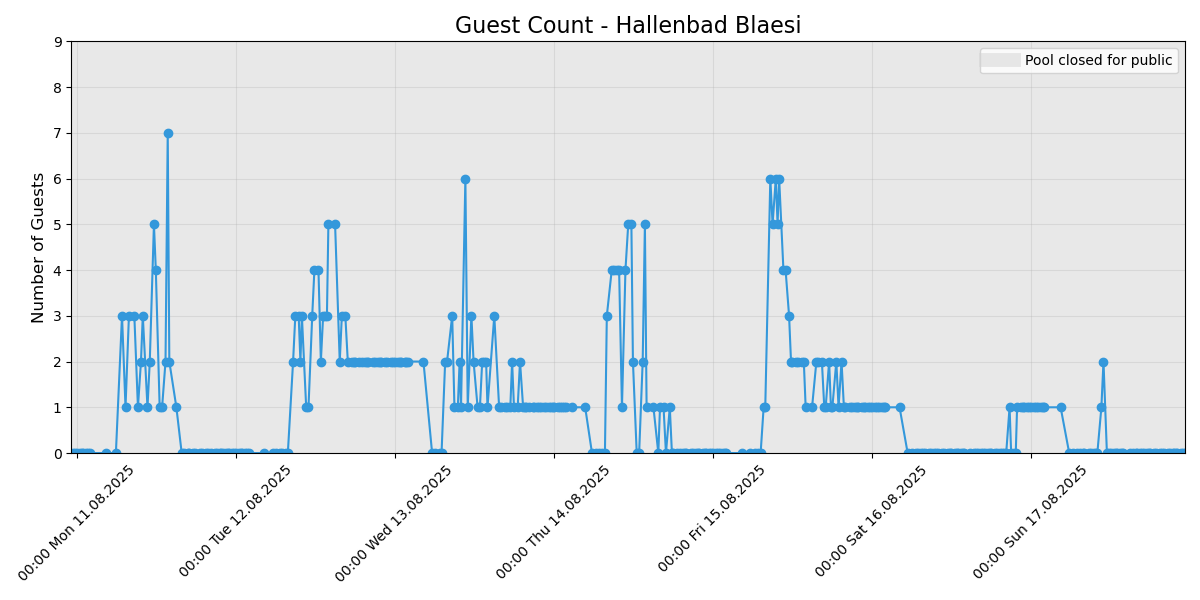 Guest Count - Hallenbad Blaesi
Pool closed for public
Number of Guests
9
8
7
6
5
4
3
2
1
0
00:00 Mon 11.08.2025
00:00 Tue 12.08.2025
00:00 Wed 13.08.2025
00:00 Thu 14.08.2025
00:00 Fri 15.08.2025
00:00 Sat 16.08.2025
00:00 Sun 17.08.2025